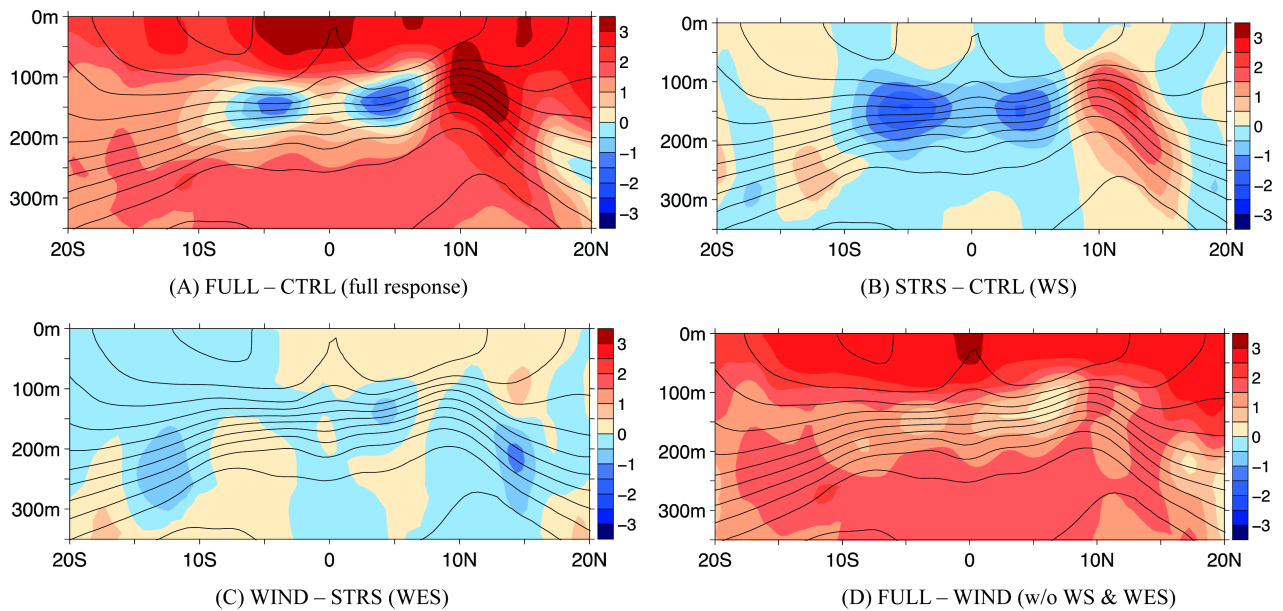 0m
100m
200m
300m
20S 10S 0 10N 20N
3
2
1
0
−1
−2
−3
(A) FULL – CTRL (full response)
0m
100m
200m
300m
20S 10S 0 10N 20N
3
2
1
0
−1
−2
−3
(B) STRS – CTRL (WS)
0m
100m
200m
300m
20S 10S 0 10N 20N
3
2
1
0
−1
−2
−3
(C) WIND – STRS (WES)
0m
100m
200m
300m
20S 10S 0 10N 20N
3
2
1
0
−1
−2
−3
(D) FULL – WIND (w/o WS & WES)